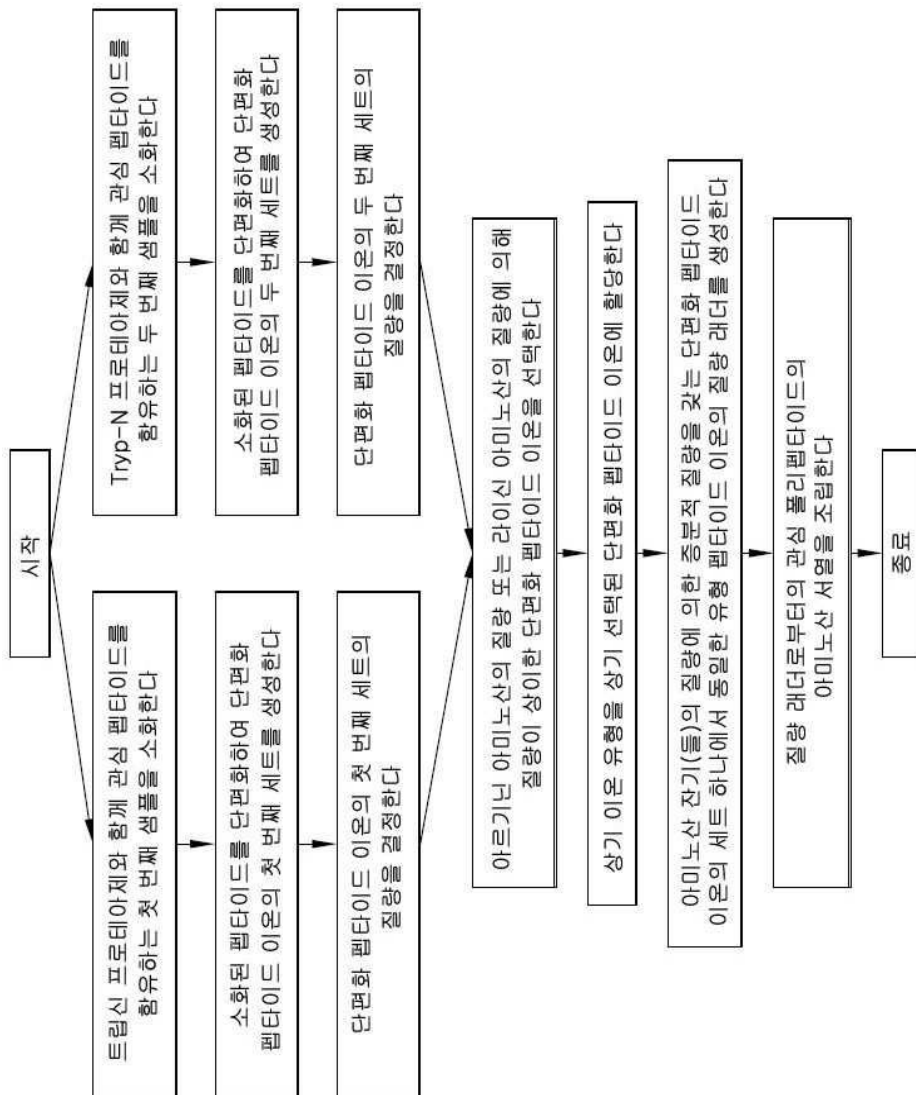 시작
트립신 프로테아제와 함께 관심 펩타이드를
함유하는 첫 번째 샘플을 소화한다
소화된 펩타이드를 단편화하여 단편화
펩타이드 이온의 첫 번째 세트를 생성한다
단편화 펩타이드 이온의 첫 번째 세트의
질량을 결정한다
Tryp-N 프로테아제와 함께 관심 펩타이드를
함유하는 두 번째 샘플을 소화한다
소화된 펩타이드를 단편화하여 단편화
펩타이드 이온의 두 번째 세트를 생성한다
단편화 펩타이드 이온의 두 번째 세트의
질량을 결정한다
아르기닌 아미노산의 질량 또는 라이신 아미노산의 질량에 의해
질량이 상이한 단편화 펩타이드 이온을 선택한다
상기 이온 유형을 상기 선택된 단편화 펩타이드 이온에 할당한다
아미노산 잔기(들)의 질량에 의한 증분적 질량을 갖는 단편화 펩타이드
이온의 세트 하나에서 동일한 유형 펩타이드 이온의 질량 래더를 생성한다
질량 래더로부터의 관심 폴리펩타이드의
아미노산 서열을 조립한다
종료